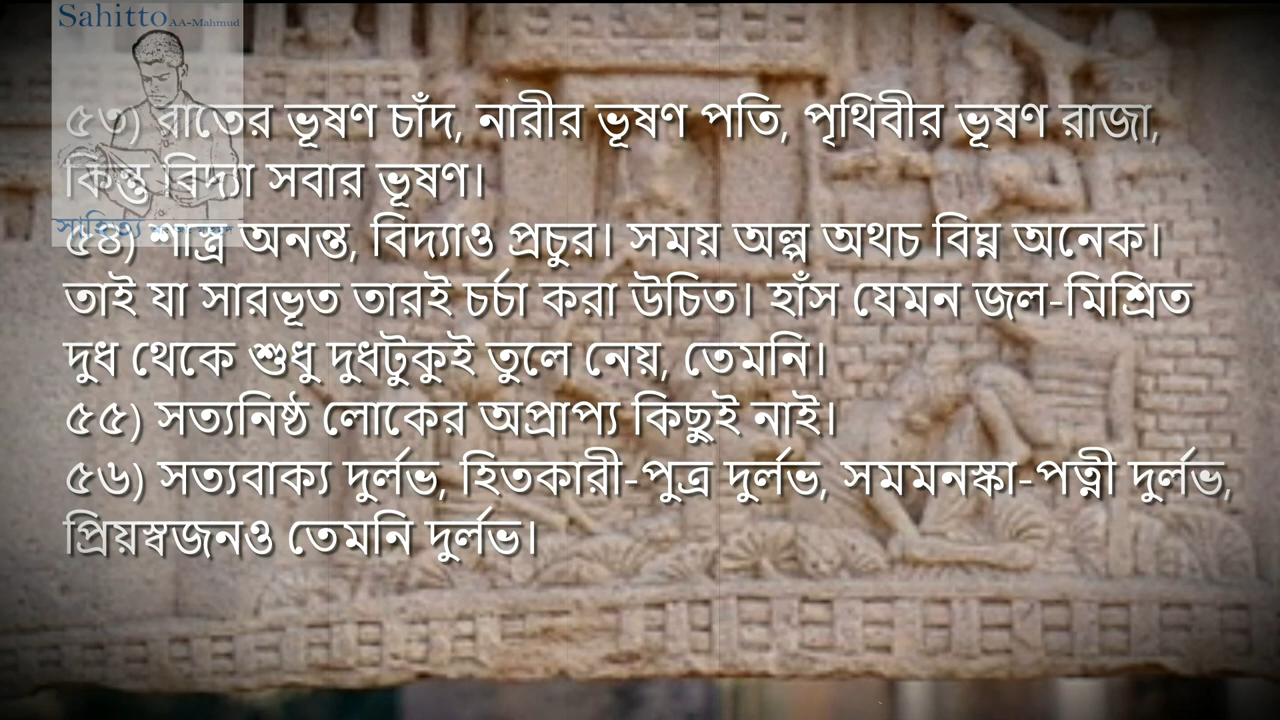 Sahitto AA-Mahmud
৫৩) রাতের ভূষণ চাঁদ, নারীর ভূষণ পতি, পৃথিবীর ভূষণ রাজা,
কিন্তু বিদ্যা সবার ভূষণ।
সাহিত্য
৫৪) শাস্ত্র অনন্ত, বিদ্যাও প্রচুর। সময় অল্প অথচ বিঘ্ন অনেক।
তাই যা সারভূত তারই চর্চা করা উচিত। হাঁস যেমন জল-মিশ্রিত
দুধ থেকে শুধু দুধটুকুই তুলে নেয়, তেমনি।
৫৫) সত্যনিষ্ঠ লোকের অপ্রাপ্য কিছুই নাই।
৫৬) সত্যবাক্য দুর্লভ, হিতকারী-পুত্র দুর্লভ, সমমনস্কা-পত্নী দুর্লভ,
প্রিয়স্বজনও তেমনি দুর্লভ।